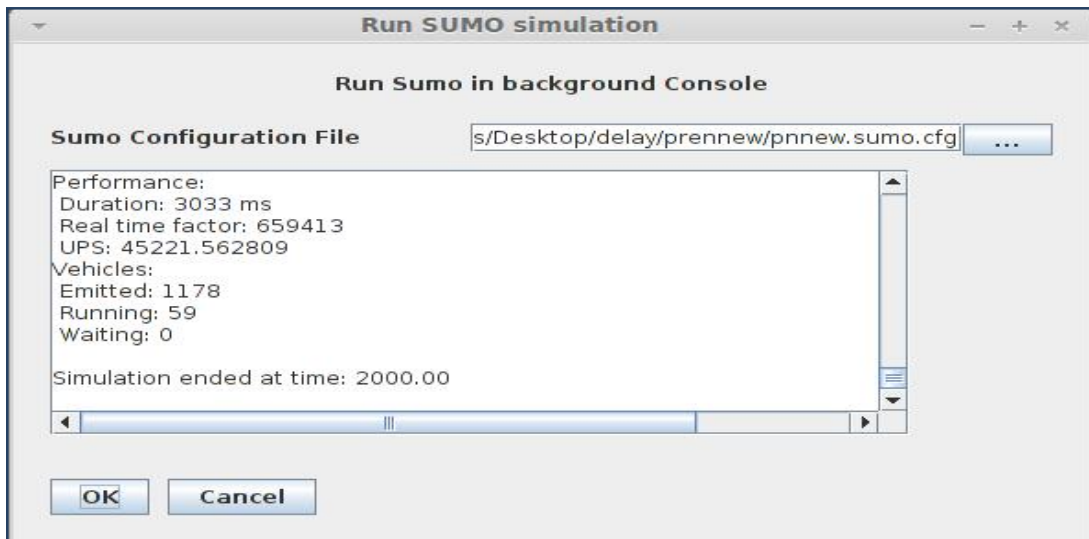 Run SUMO simulation
Run Sumo in background Console
Sumo Configuration File s/Desktop/delay/prennew/pnnew.sumo.cfg ...
Performance:
Duration: 3033 ms
Real time factor: 659413
UPS: 45221.562809
Vehicles:
Emitted: 1178
Running: 59
Waiting: 0
Simulation ended at time: 2000.00
OK Cancel